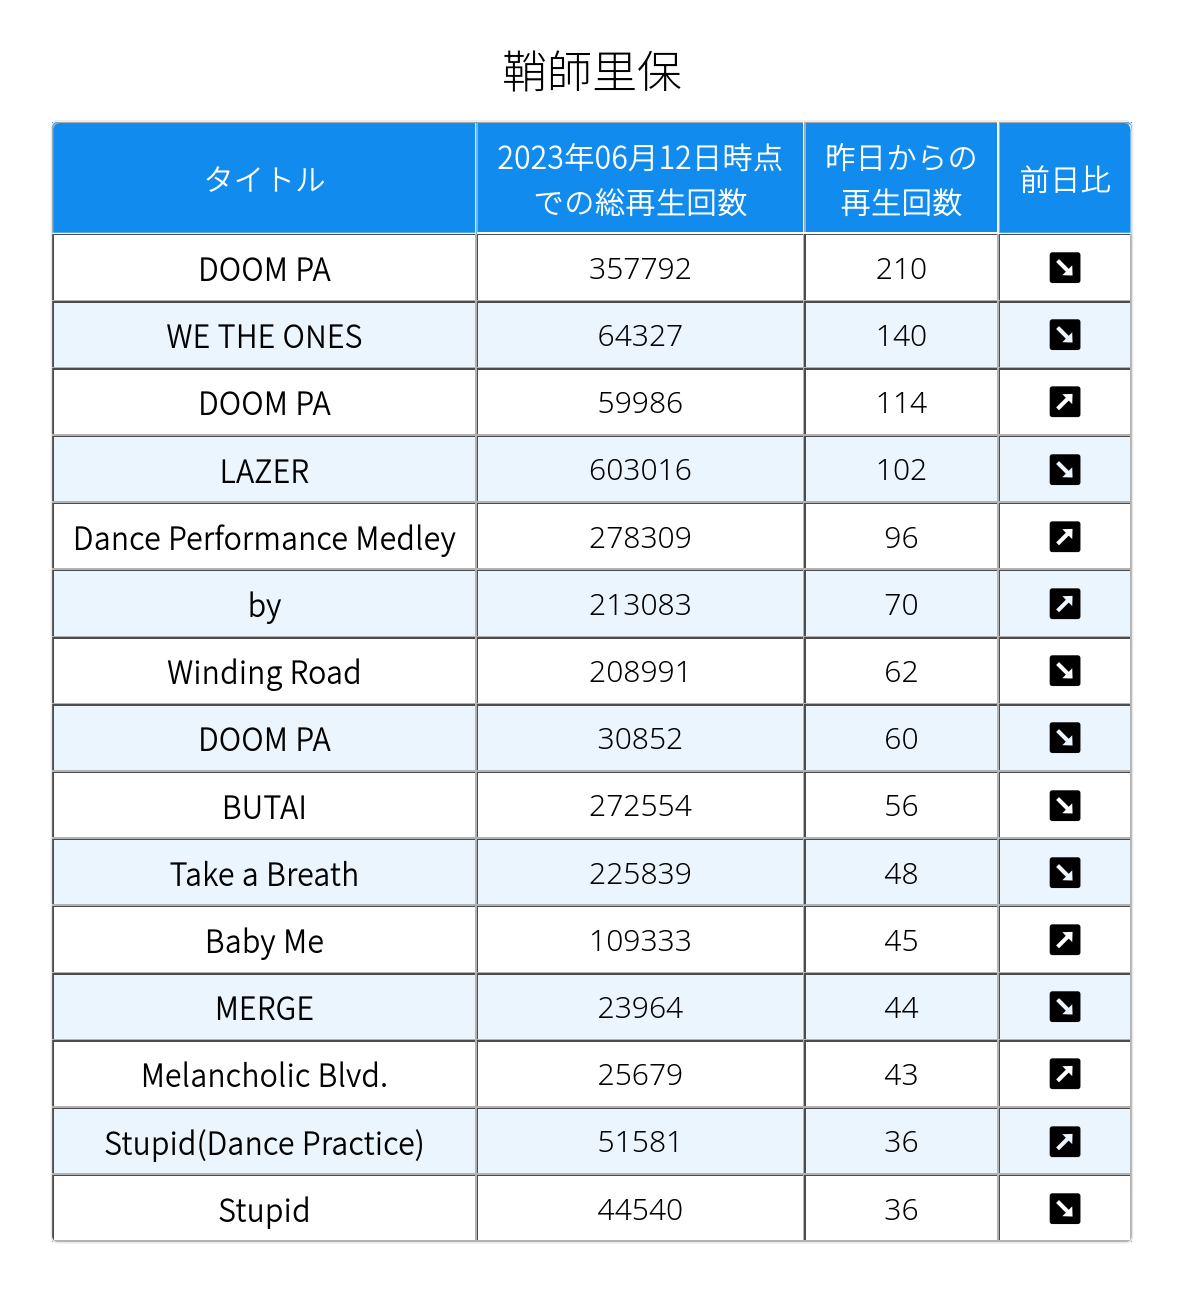 鞘師里保
タイトル
2023年06月12日時点
での総再生回数
昨日からの
再生回数
前日比
DOOM PA 357792 210 ↘
WE THE ONES 64327 140 ↘
DOOM PA 59986 114 ↗
LAZER 603016 102 ↘
Dance Performance Medley 278309 96 ↗
by 213083 70 ↗
Winding Road 208991 62 ↘
DOOM PA 30852 60 ↘
BUTAI 272554 56 ↘
Take a Breath 225839 48 ↘
Baby Me 109333 45 ↗
MERGE 23964 44 ↘
Melancholic Blvd. 25679 43 ↗
Stupid(Dance Practice) 51581 36 ↗
Stupid 44540 36 ↘